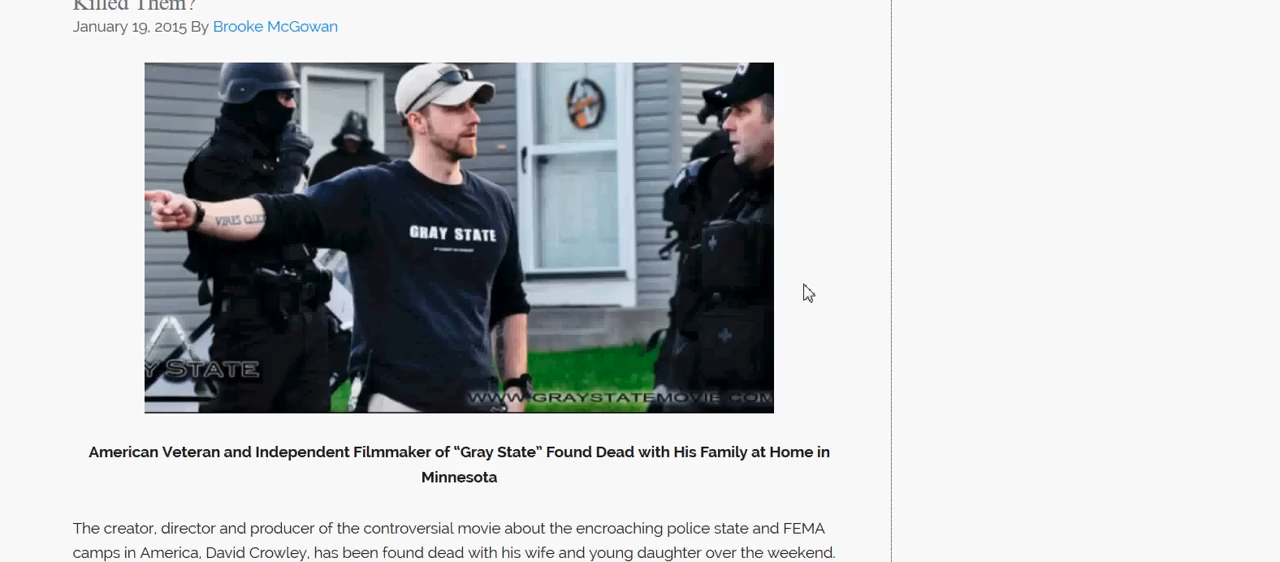 Killed Them?
January 19, 2015 By Brooke McGowan
VIRES
GRAY STATE
Y STATE
WWW.GRAYSTATEMOVIE.COM
American Veteran and Independent Filmmaker of “Gray State” Found Dead with His Family at Home in
Minnesota
The creator, director and producer of the controversial movie about the encroaching police state and FEMA
camps in America, David Crowley, has been found dead with his wife and young daughter over the weekend.